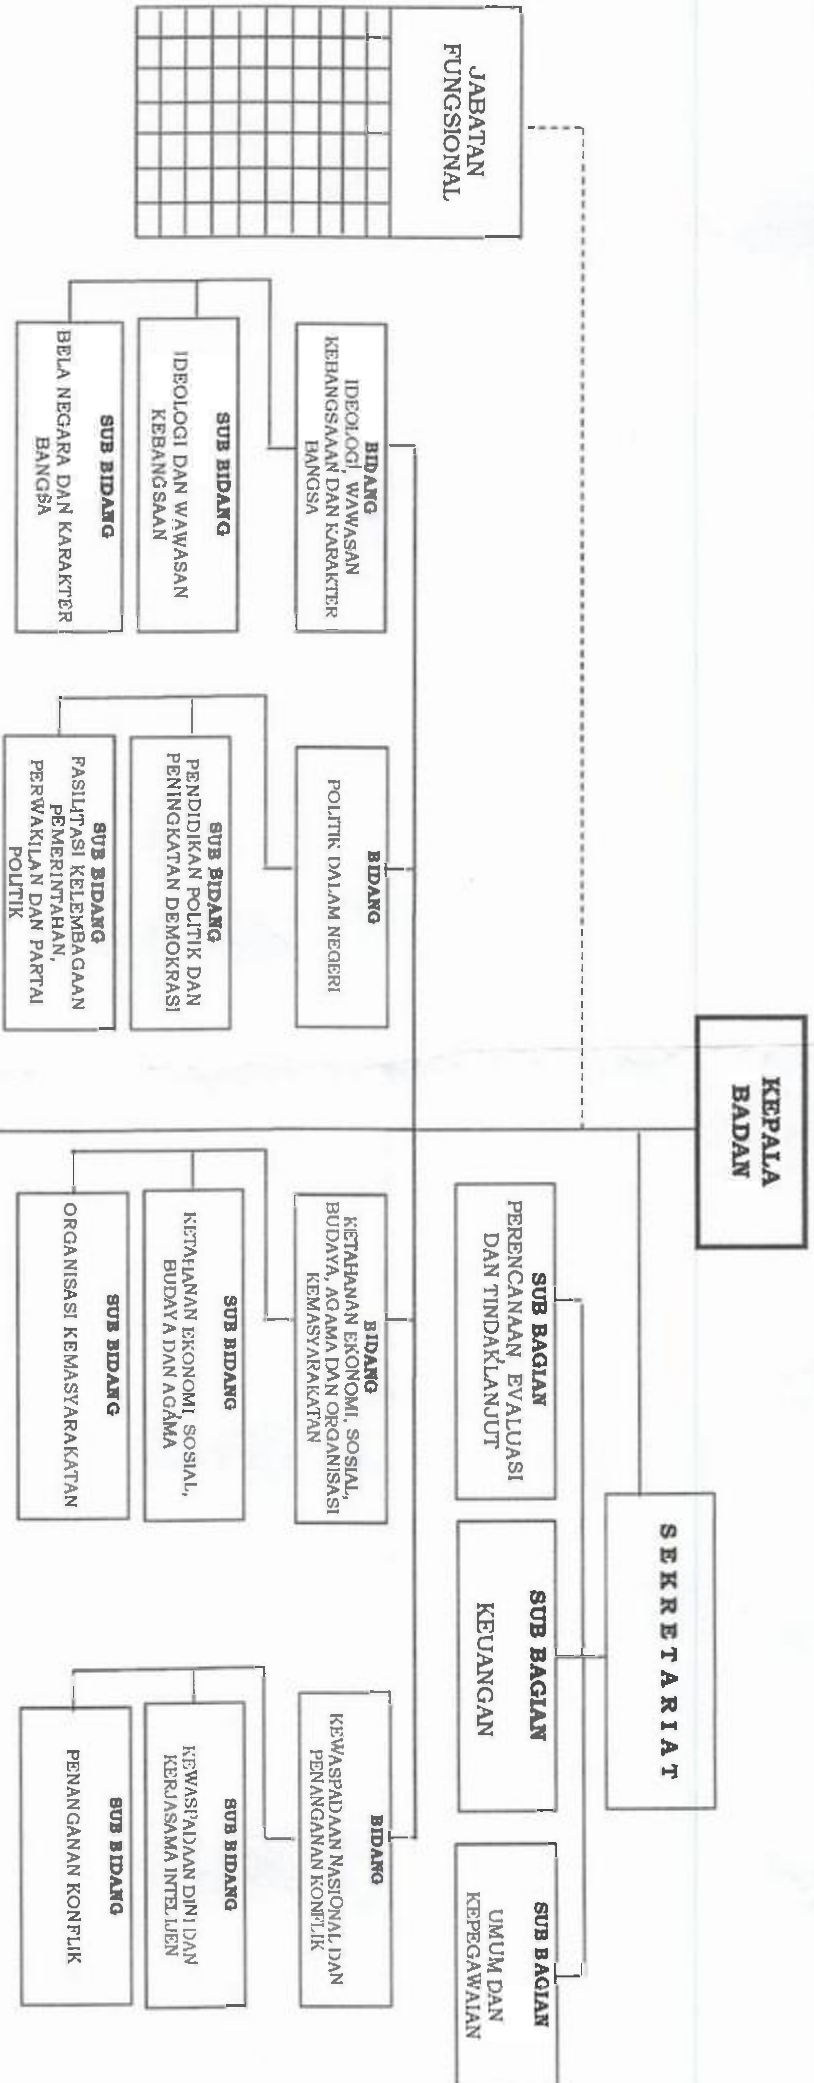 KEPALA
BADAN
SEKRETARIAT
SUB BAGIAN
PERENCANAAN, EVALUASI
DAN TINDAKLANJUT
SUB BAGIAN
KEUANGAN
SUB BAGIAN
UMUM DAN
KEPEGAWAIAN
JABATAN
FUNGSIONAL
BIDANG
IDEOLOGI, WAWASAN
KEBANGSAAAN DAN KARAKTER
BANGSA
SUB BIDANG
IDEOLOGI DAN WAWASAN
KEBANGSAAN
SUB BIDANG
BELA NEGARA DAN KARAKTER
BANGSA
BIDANG
POLITIK DALAM NEGERI
SUB BIDANG
PENDIDIKAN POLITIK DAN
PENINGKATAN DEMOKRASI
SUB BIDANG
FASILITASI KELEMBAGAAN
PEMERINTAHAN,
PERWAKILAN DAN PARTAI
POLITIK
BIDANG
KETAHANAN EKONOMI, SOSIAL,
BUDAYA, AGAMA DAN ORGANISASI
KEMASYARAKATAN
SUB BIDANG
KETAHANAN EKONOMI, SOSIAL,
BUDAYA DAN AGAMA
SUB BIDANG
ORGANISASI KEMASYARAKATAN
BIDANG
KEWASPADAAN NASIONAL DAN
PENANGANAN KONFLIK
SUB BIDANG
KEWASPADAAN DINI DAN
KERJASAMA INTELIJEN
SUB BIDANG
PENANGANAN KONFLIK